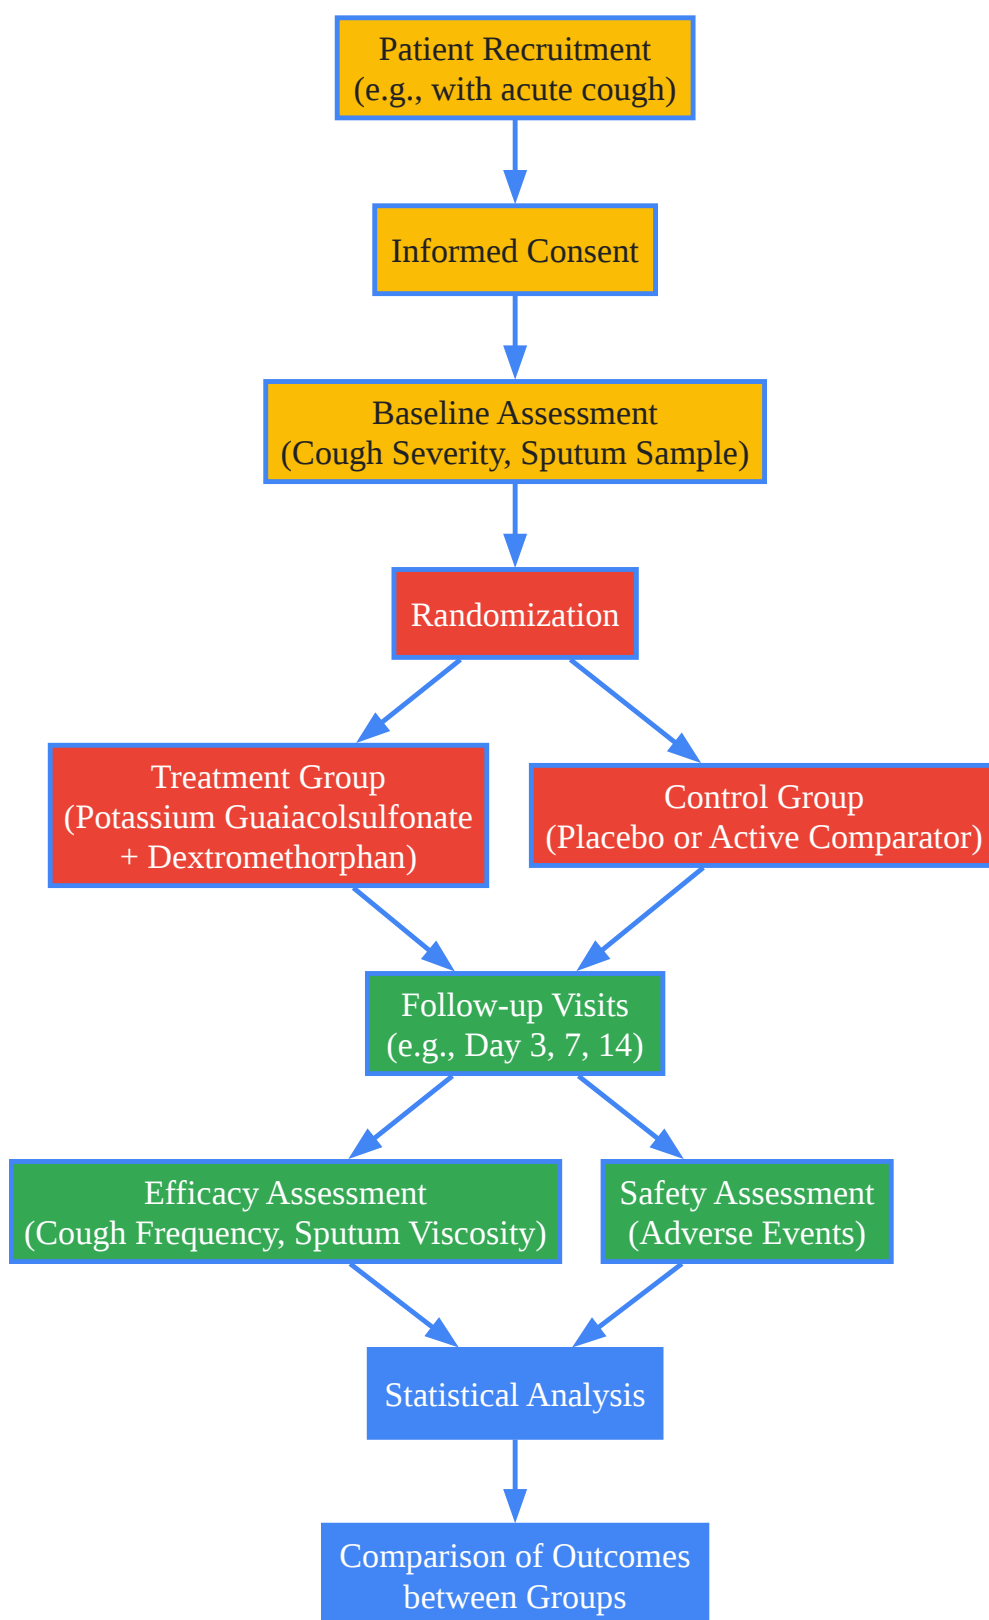 Patient Recruitment
(e.g., with acute cough)
Informed Consent
Baseline Assessment
(Cough Severity, Sputum Sample)
Randomization
Treatment Group
(Potassium Guaiacolsulfonate
+ Dextromethorphan)
Control Group
(Placebo or Active Comparator)
Follow-up Visits
(e.g., Day 3, 7, 14)
Efficacy Assessment
(Cough Frequency, Sputum Viscosity)
Safety Assessment
(Adverse Events)
Statistical Analysis
Comparison of Outcomes
between Groups